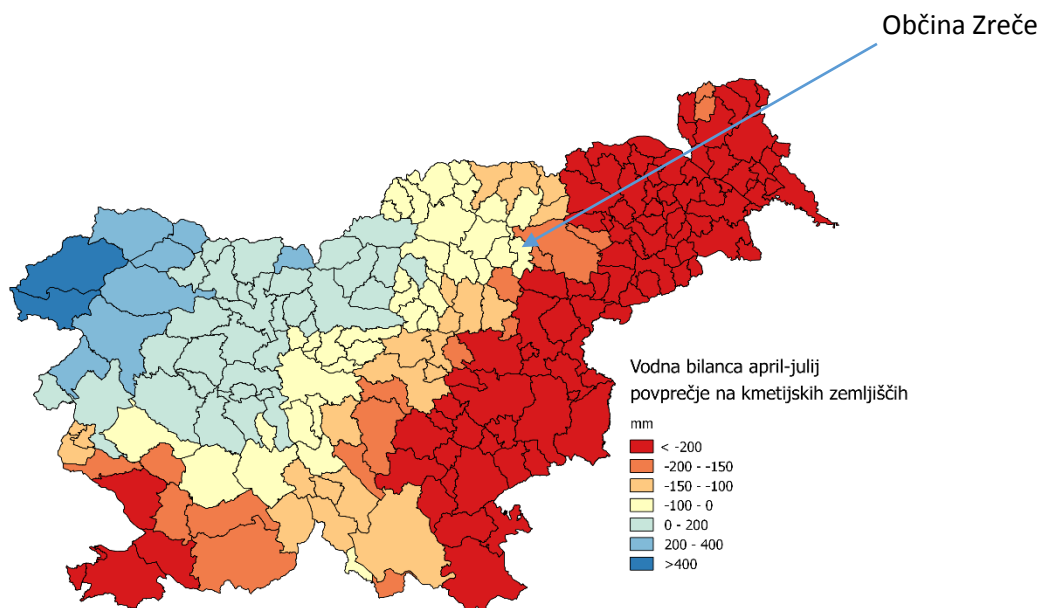 Občina Zreče
Vodna bilanca april-julij
povprečje na kmetijskih zemljiščih
mm
< -200
-200 - -150
-150 - -100
-100 - 0
0 - 200
200 - 400
>400